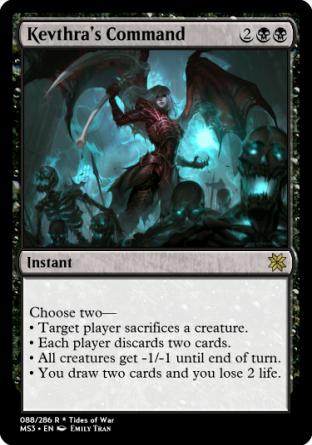 Kevthra's Command 2
Instant
Choose two—
• Target player sacrifices a creature.
• Each player discards two cards.
• All creatures get -1/-1 until end of turn.
• You draw two cards and you lose 2 life.
088/286 R * Tides of War
MS3 • EN Emily Tran